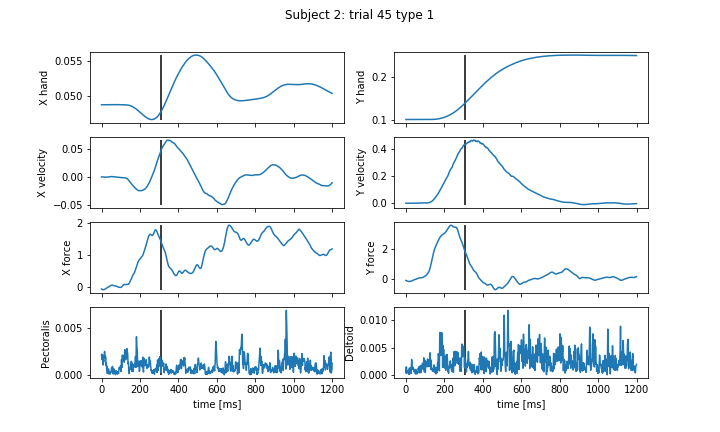 Subject 2: trial 45 type 1
X hand
0.055
0.050
Y hand
0.2
0.1
X velocity
0.05
0.00
−0.05
Y velocity
0.4
0.2
0.0
X force
2
1
0
Y force
2
0
Pectoralis
0.005
0.000
0 200 400 600 800 1000 1200
time [ms]
Deltoid
0.010
0.005
0.000
0 200 400 600 800 1000 1200
time [ms]